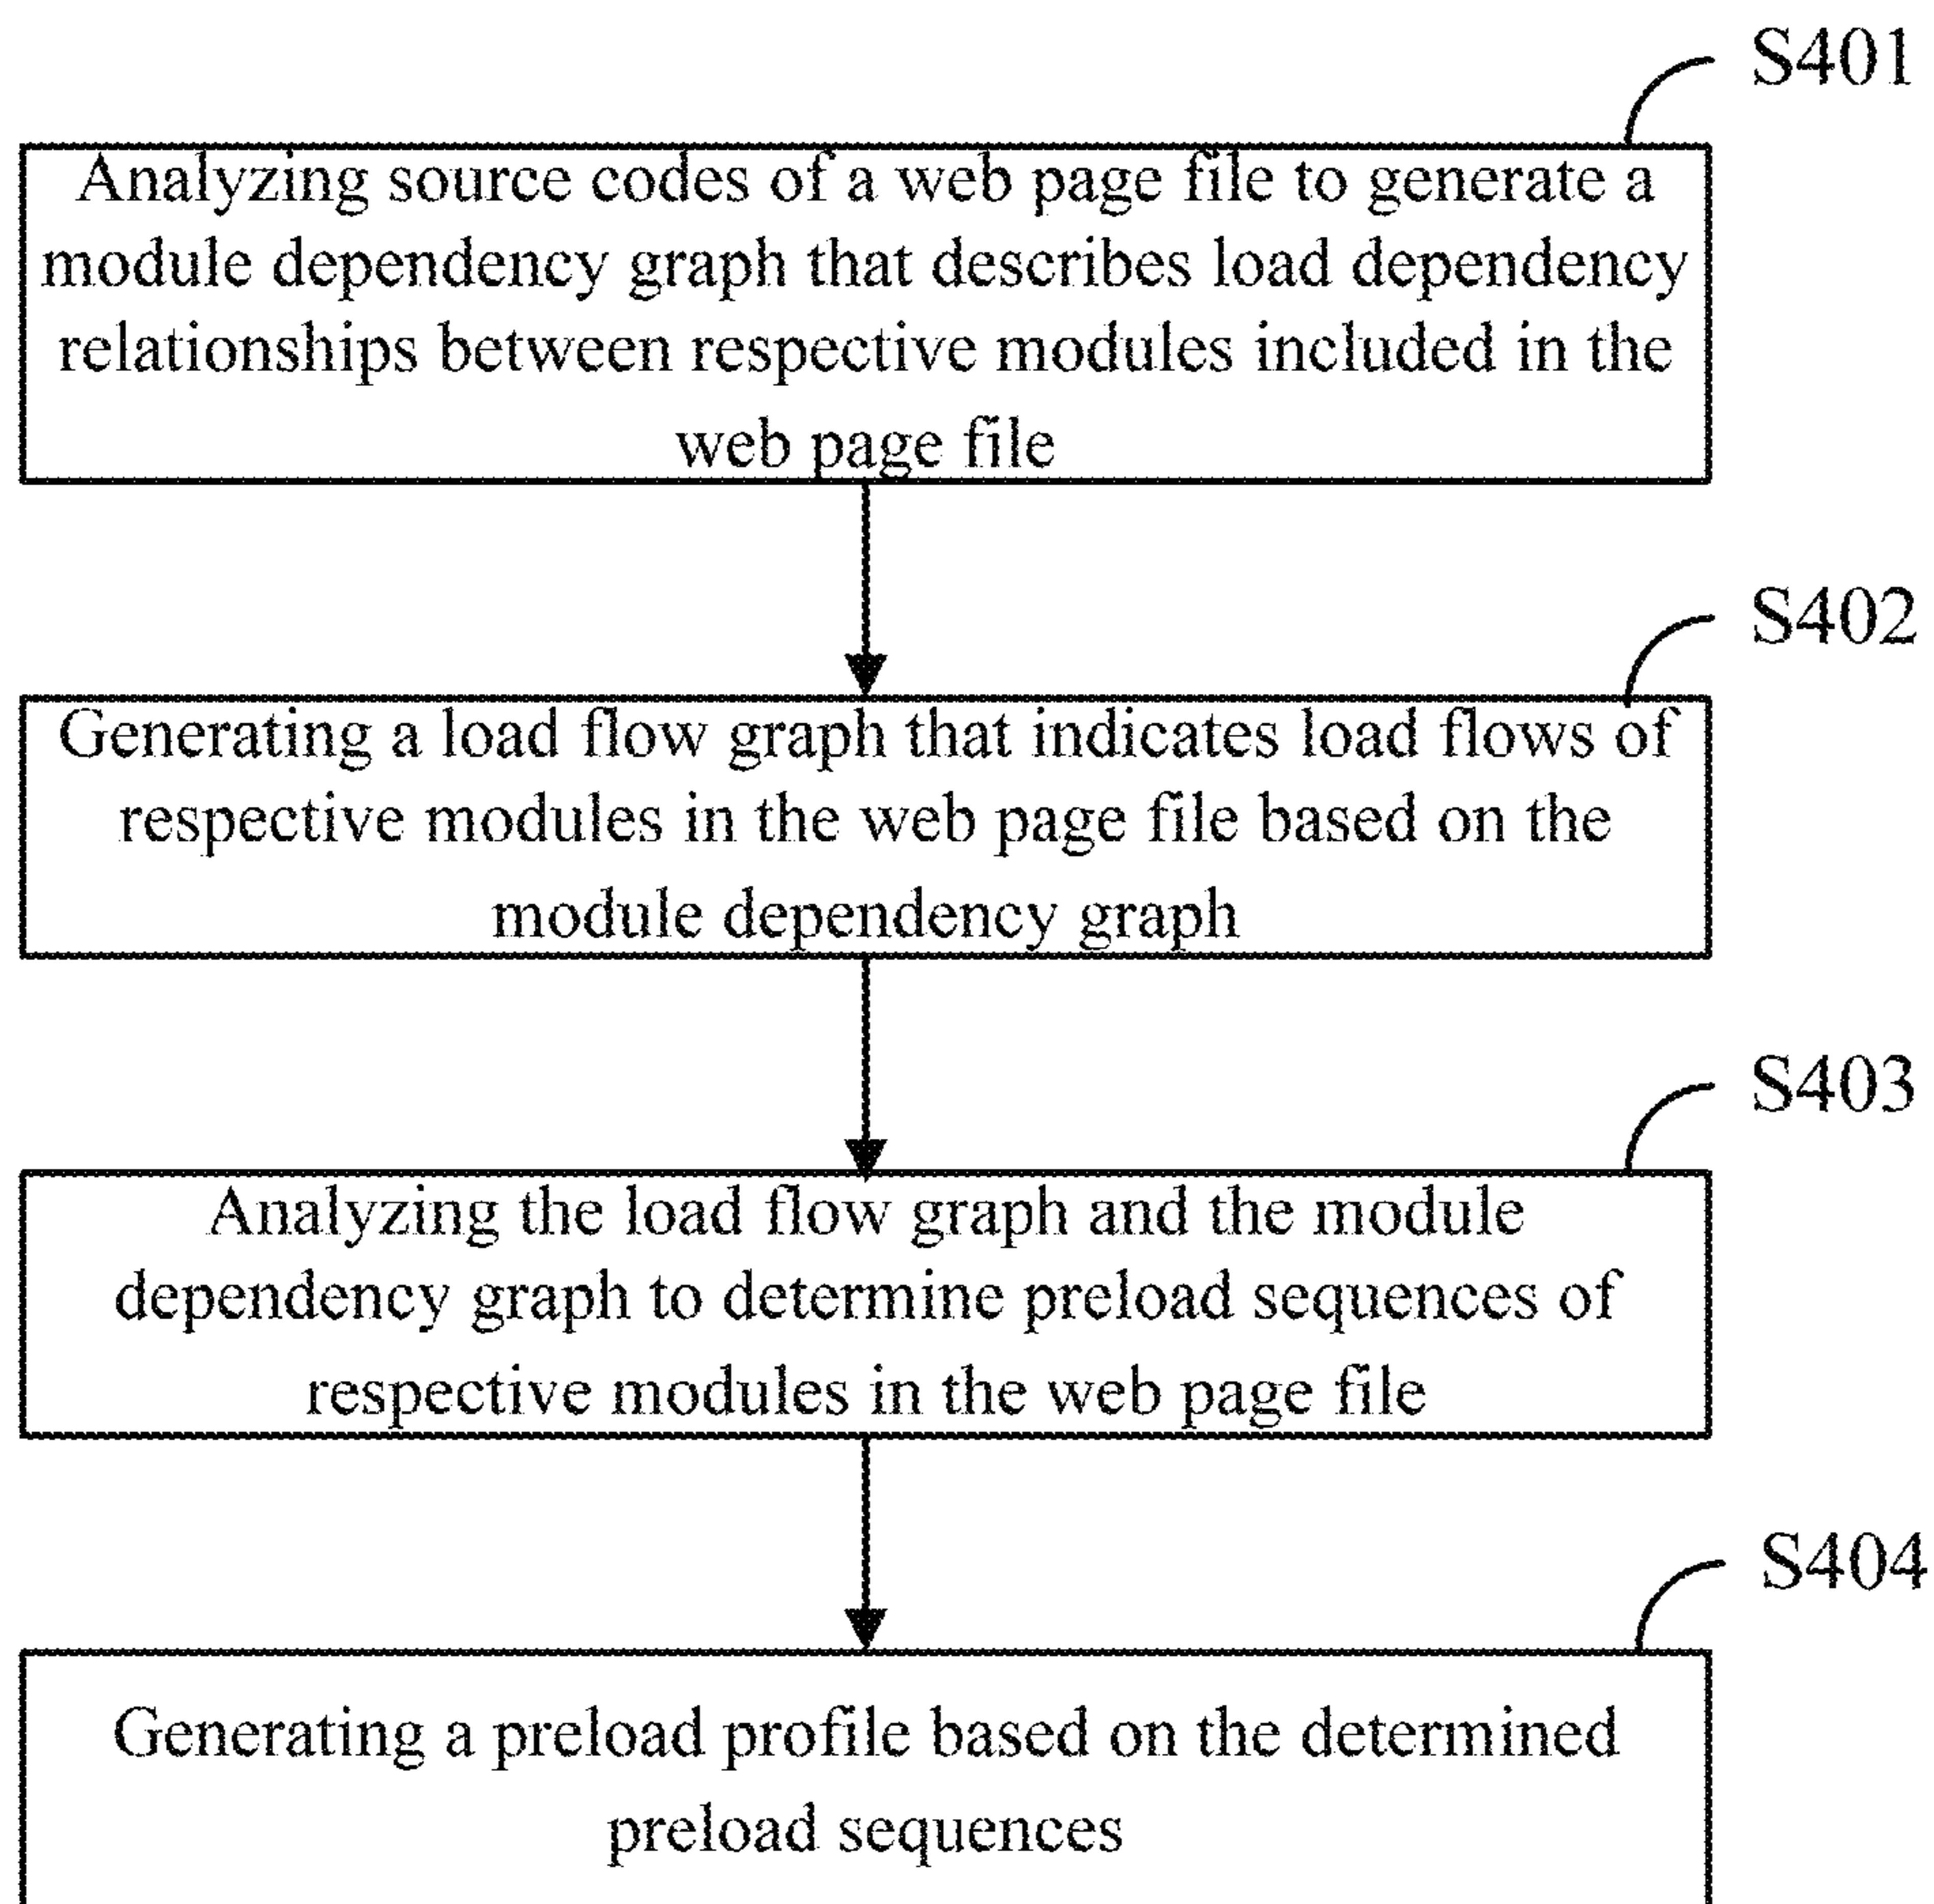 S401
Analyzing source codes of a web page file to generate a
module dependency graph that describes load dependency
relationships between respective modules included in the
web page file
S402
Generating a load flow graph that indicates load flows of
respective modules in the web page file based on the
module dependency graph
S403
Analyzing the load flow graph and the module
dependency graph to determine preload sequences of
respective modules in the web page file
S404
Generating a preload profile based on the determined
preload sequences